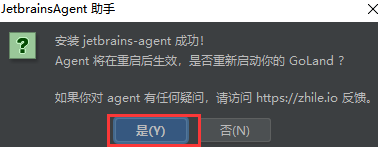 JetbrainsAgent 助手
安装 jetbrains-agent 成功!
Agent 将在重启后生效，是否重新启动你的 GoLand ?
如果你对 agent 有任何疑问，请访问 https://zhile.io 反馈。
是(Y) 否(N)